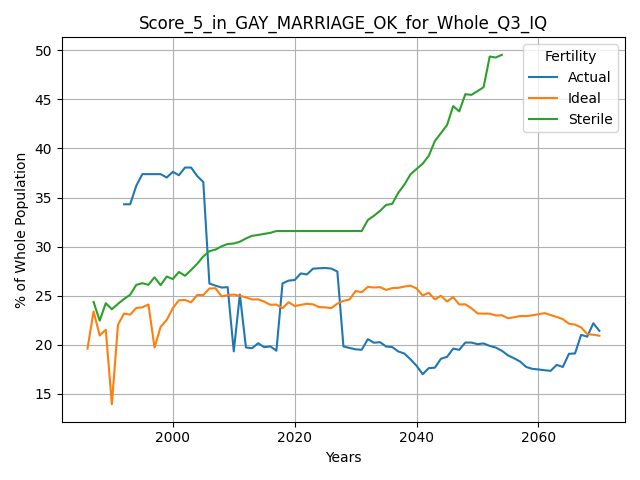 Score_5_in_GAY_MARRIAGE_OK_for_Whole_Q3_IQ
% of Whole Population
50
45
40
35
30
25
20
15
Fertility
Actual
Ideal
Sterile
2000 2020 2040 2060
Years